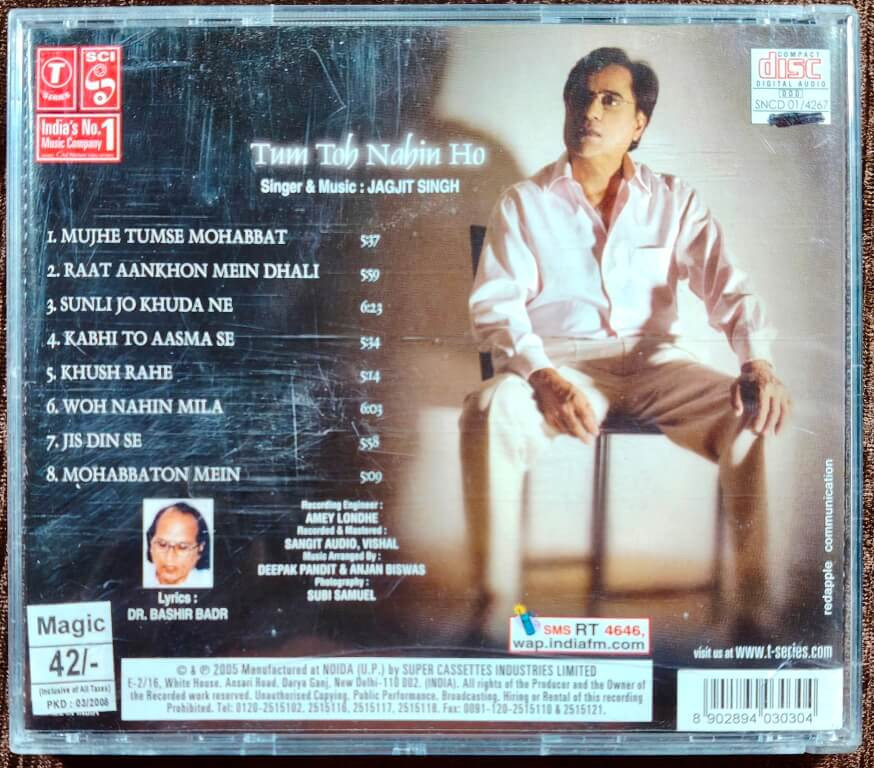 T
SERIES
SCI
India's No.1
Music Company
COMPACT
disc
DIGITAL AUDIO
SNCD 01/4267
Tum Toh Nahin Ho
Singer & Music : JAGJIT SINGH
1. MUJHE TUMSE MOHABBAT 5:37
2. RAAT AANKHON MEIN DHALI 5:59
3. SUNLI JO KHUDA NE 6:23
4. KABHI TO AASMA SE 5:34
5. KHUSH RAHE 5:14
6. WOH NAHIN MILA 6:03
7. JIS DIN SE 5:58
8. MOHABBATON MEIN 5:09
Lyrics :
DR. BASHIR BADR
Recording Engineer :
AMEY LONDHE
Recorded & Mastered :
SANGIT AUDIO, VISHAL
Music Arranged By :
DEEPAK PANDIT & ANJAN BISWAS
Photography :
SUBI SAMUEL
redapple communication
SMS RT 4646,
wap.indiafm.com
visit us at www.t-series.com
Magic
42/-
(Inclusive of All Taxes)
PKD : 03/2008
© & ℗ 2005 Manufactured at NOIDA (U.P.) by SUPER CASSETTES INDUSTRIES LIMITED
E-2/16, White House, Ansari Road, Darya Ganj, New Delhi-110 002. (INDIA). All rights of the Producer and the Owner of
the Recorded work reserved. Unauthorised Copying, Public Performance, Broadcasting, Hiring or Rental of this recording
Prohibited. Tel: 0120-2515102, 2515116, 2515117, 2515118. Fax: 0091-120-2515110 & 2515121.
8 902894 030304